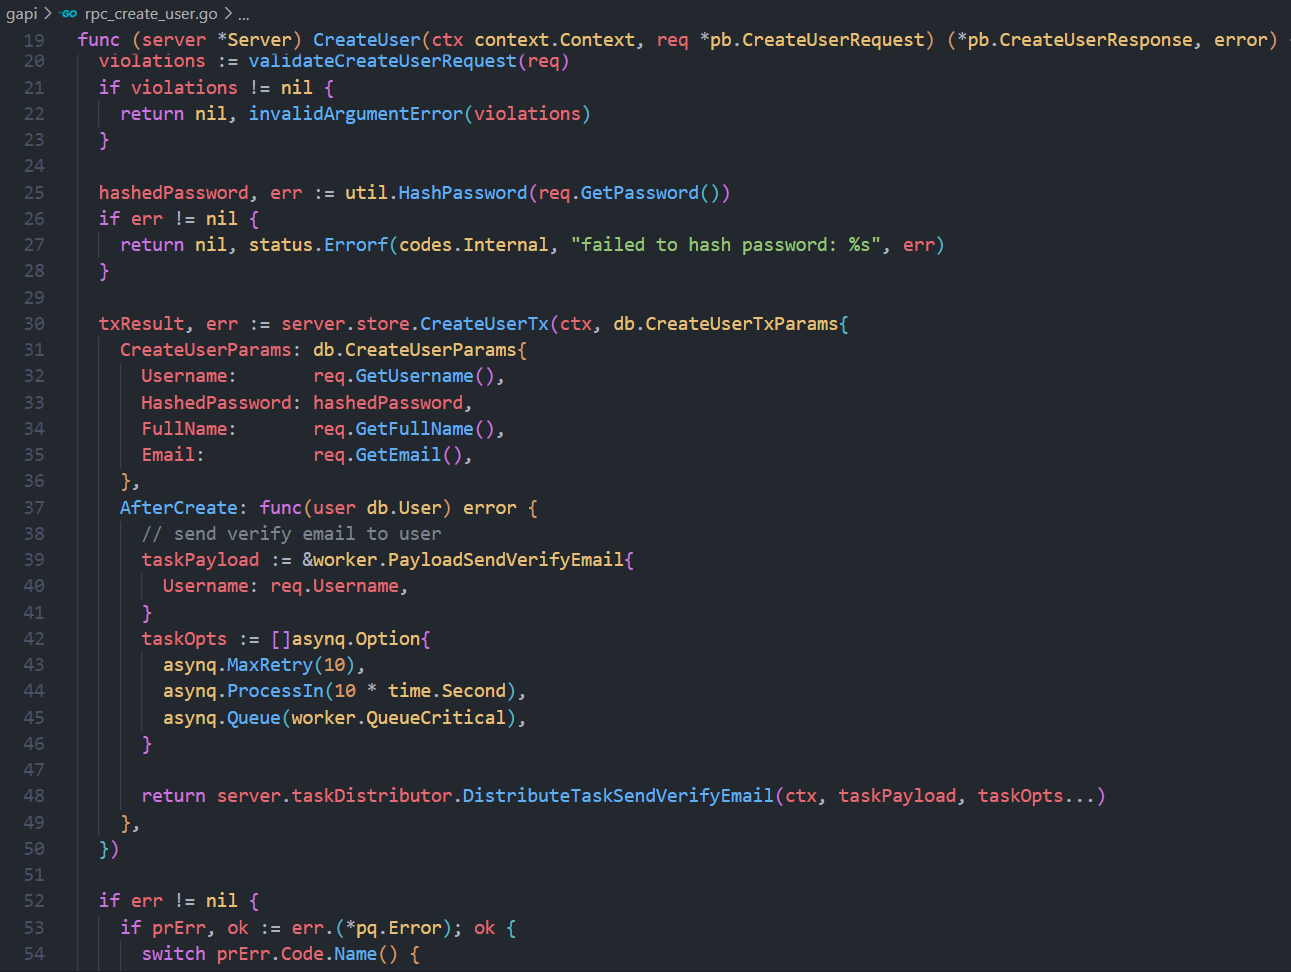 gapi > GO rpc_create_user.go > ...
19 func (server *Server) CreateUser(ctx context.Context, req *pb.CreateUserRequest) (*pb.CreateUserResponse, error)
20 violations := validateCreateUserRequest(req)
21 if violations != nil {
22 return nil, invalidArgumentError(violations)
23 }
24
25 hashedPassword, err := util.HashPassword(req.GetPassword())
26 if err != nil {
27 return nil, status.Errorf(codes.Internal, "failed to hash password: %s", err)
28 }
29
30 txResult, err := server.store.CreateUserTx(ctx, db.CreateUserTxParams{
31 CreateUserParams: db.CreateUserParams{
32 Username: req.GetUsername(),
33 HashedPassword: hashedPassword,
34 FullName: req.GetFullName(),
35 Email: req.GetEmail(),
36 },
37 AfterCreate: func(user db.User) error {
38 // send verify email to user
39 taskPayload := &worker.PayloadSendVerifyEmail{
40 Username: req.Username,
41 }
42 taskOpts := []asynq.Option{
43 asynq.MaxRetry(10),
44 asynq.ProcessIn(10 * time.Second),
45 asynq.Queue(worker.QueueCritical),
46 }
47
48 return server.taskDistributor.DistributeTaskSendVerifyEmail(ctx, taskPayload, taskOpts...)
49 },
50 })
51
52 if err != nil {
53 if prErr, ok := err.(*pq.Error); ok {
54 switch prErr.Code.Name() {